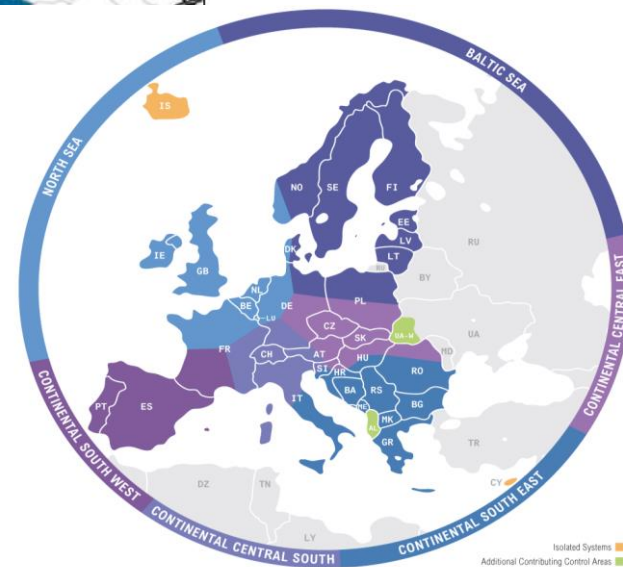 BALTIC SEA
NORTH SEA
IS
NO
SE
FI
RU
EE
LV
LT
RU
DK
IE
GB
BY
NL
BE
LU
DE
PL
CZ
SK
UA-W
UA
MD
FR
CH
AT
HU
SI
HR
RO
IT
BA
RS
BG
ME
MK
AL
GR
PT
ES
TR
CY
DZ
TN
LY
CONTINENTAL CENTRAL EAST
CONTINENTAL SOUTH WEST
CONTINENTAL CENTRAL SOUTH
CONTINENTAL SOUTH EAST
Isolated Systems
Additional Contributing Control Areas